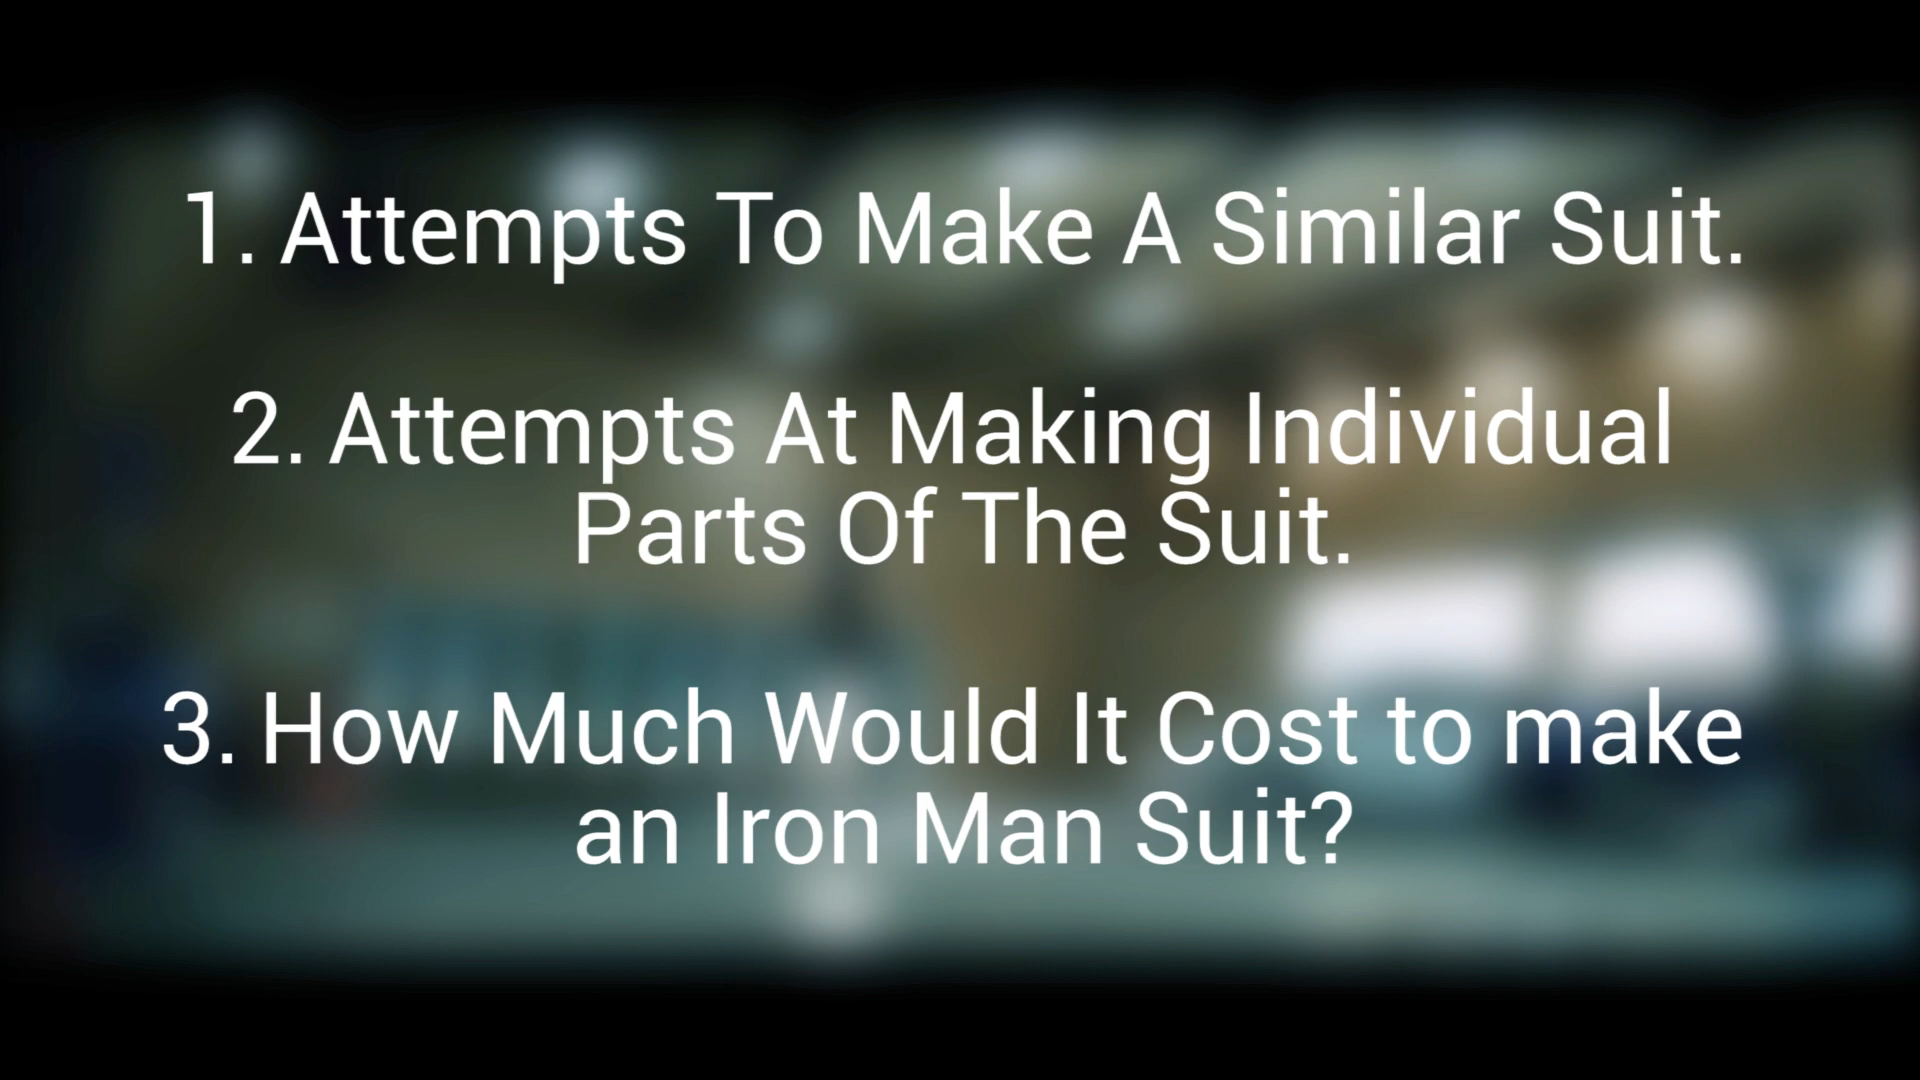 1. Attempts To Make A Similar Suit.
2. Attempts At Making Individual
Parts Of The Suit.
3. How Much Would It Cost to make
an Iron Man Suit?